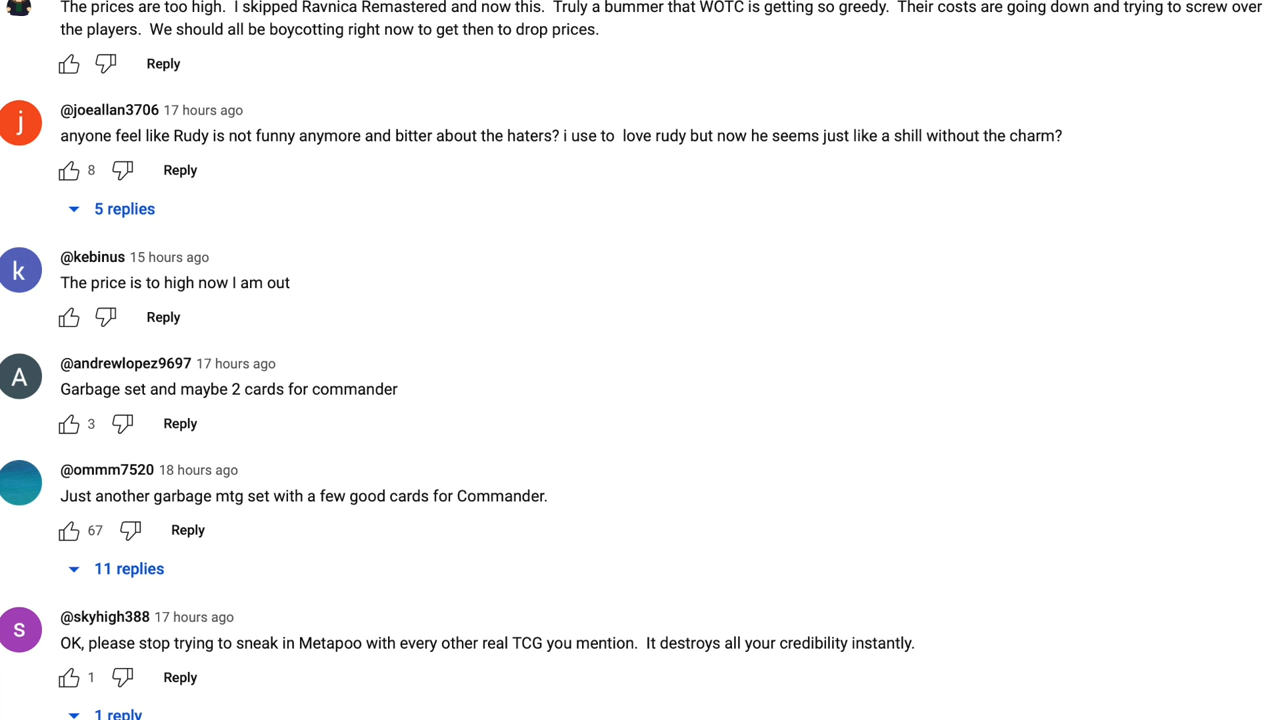 The prices are too high.  I skipped Ravnica Remastered and now this.  Truly a bummer that WOTC is getting so greedy.  Their costs are going down and trying to screw over
the players.  We should all be boycotting right now to get then to drop prices.
Reply
j
@joeallan3706 17 hours ago
anyone feel like Rudy is not funny anymore and bitter about the haters? i use to  love rudy but now he seems just like a shill without the charm?
8 Reply
5 replies
k
@kebinus 15 hours ago
The price is to high now I am out
Reply
A
@andrewlopez9697 17 hours ago
Garbage set and maybe 2 cards for commander
3 Reply
@ommm7520 18 hours ago
Just another garbage mtg set with a few good cards for Commander.
67 Reply
11 replies
s
@skyhigh388 17 hours ago
OK, please stop trying to sneak in Metapoo with every other real TCG you mention.  It destroys all your credibility instantly.
1 Reply
1 reply